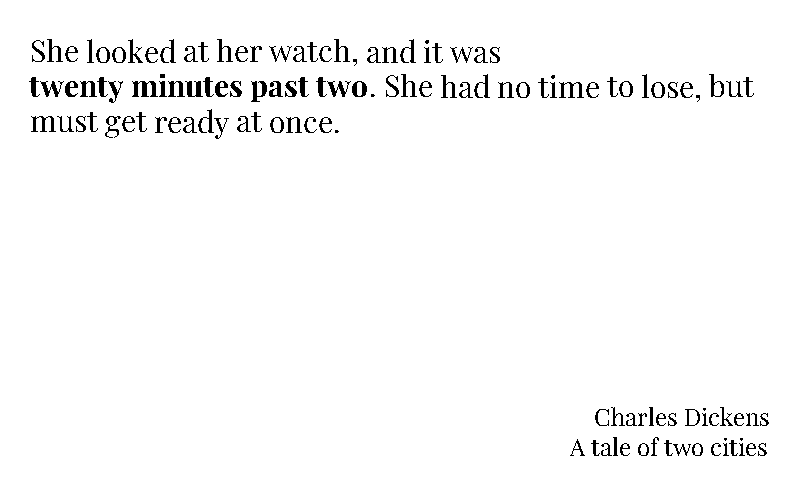 She looked at her watch, and it was
twenty minutes past two. She had no time to lose, but
must get ready at once.
Charles Dickens
A tale of two cities